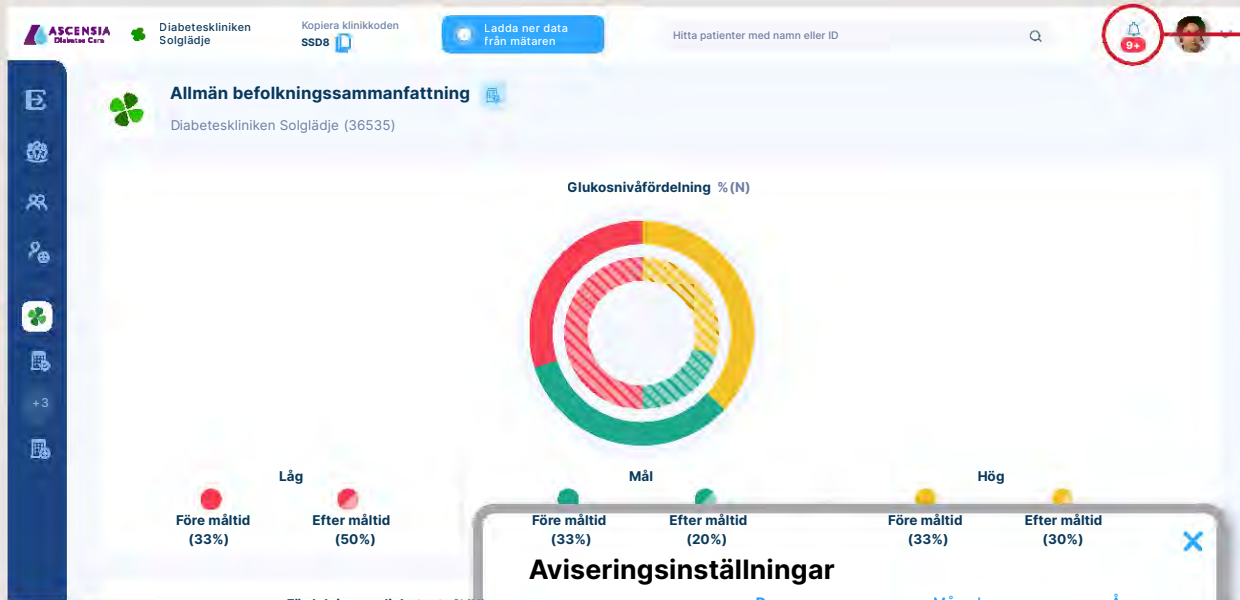 ASCENSIA
Diabetes Care
Diabeteskliniken
Solglädje
Kopiera klinikkoden
SSD8
Ladda ner data
från mätaren
Hitta patienter med namn eller ID
9+
Allmän befolkningssammanfattning
Diabeteskliniken Solglädje (36535)
Glukosnivåfördelning %(N)
+3
Låg
Mål
Hög
Före måltid
(33%)
Efter måltid
(50%)
Före måltid
(33%)
Efter måltid
(20%)
Före måltid
(33%)
Efter måltid
(30%)
Aviseringsinställningar